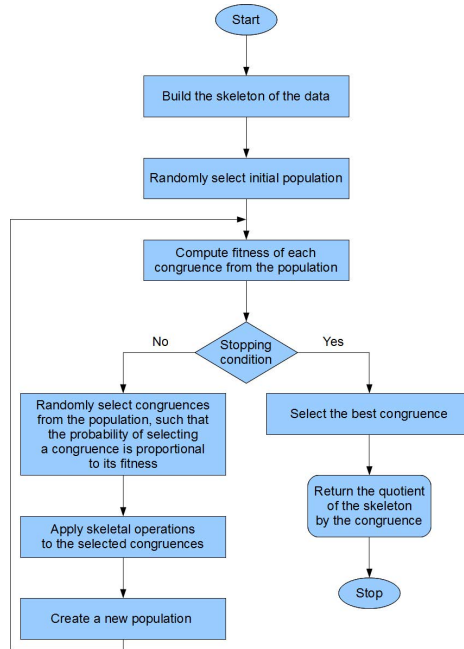 Start
Build the skeleton of the data
Randomly select initial population
Compute fitness of each
congruence from the population
Stopping
condition
No
Yes
Randomly select congruences
from the population, such that
the probability of selecting
a congruence is proportional
to its fitness
Select the best congruence
Apply skeletal operations
to the selected congruences
Return the quotient
of the skeleton
by the congruence
Create a new population
Stop